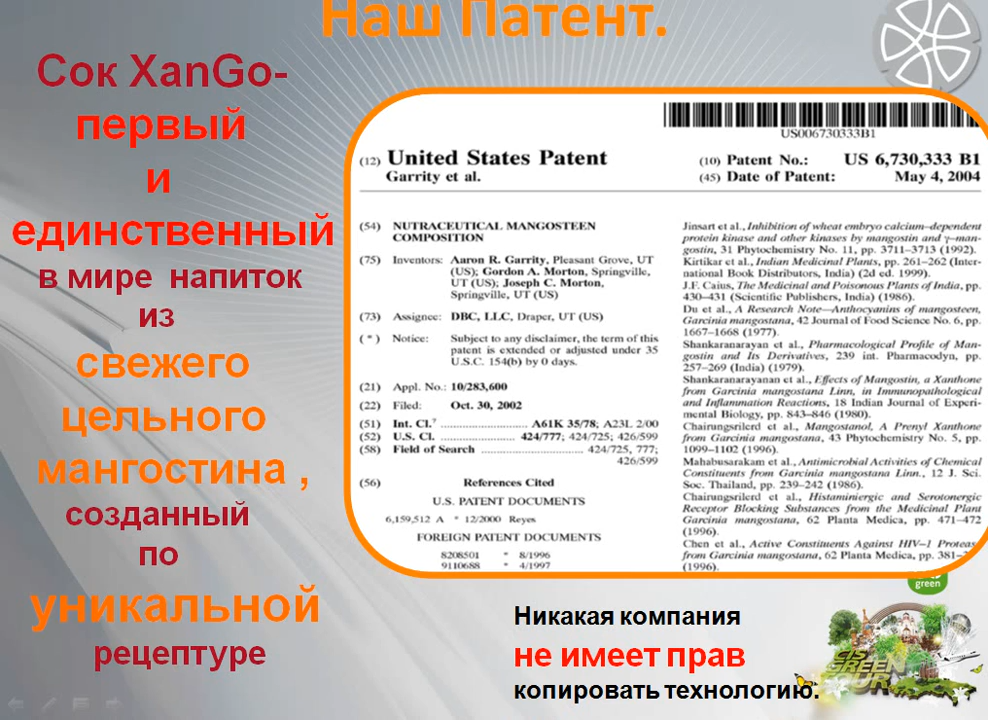 Наш Патент.
Сок XanGo-
первый
и
единственный
в мире напиток
из
свежего
цельного
мангостина ,
созданный
по
уникальной
рецептуре
US006730333B1
(12) United States Patent
Garrity et al.
(10) Patent No.: US 6,730,333 B1
(45) Date of Patent: May 4, 2004
(54) NUTRACEUTICAL MANGOSTEEN
COMPOSITION
(75) Inventors: Aaron R. Garrity, Pleasant Grove, UT
(US); Gordon A. Morton, Springville,
UT (US); Joseph C. Morton,
Springville, UT (US)
(73) Assignee: DBC, LLC, Draper, UT (US)
( * ) Notice: Subject to any disclaimer, the term of this
patent is extended or adjusted under 35
U.S.C. 154(b) by 0 days.
(21) Appl. No.: 10/283,600
(22) Filed: Oct. 30, 2002
(51) Int. Cl.7 ........................ A61K 35/78; A23L 2/00
(52) U.S. Cl. ................ 424/777; 424/725; 426/599
(58) Field of Search ...................... 424/725, 777;
426/599
(56) References Cited
U.S. PATENT DOCUMENTS
6,159,512 A * 12/2000 Reyes
FOREIGN PATENT DOCUMENTS
8208501 * 8/1996
9110688 * 4/1997
Jinsart et al., Inhibition of wheat embryo calcium-dependent
protein kinase and other kinases by mangostin and γ-man-
gostin, 31 Phytochemistry No. 11, pp. 3711-3713 (1992).
Kirtikar et al., Indian Medicinal Plants, pp. 261-262 (Inter-
national Book Distributors, India) (2d ed. 1999).
J.F. Caius, The Medicinal and Poisonous Plants of India, pp.
430-431 (Scientific Publishers, India) (1986).
Du et al., A Research Note—Anthocyanins of mangosteen,
Garcinia mangostana, 42 Journal of Food Science No. 6, pp.
1667-1668 (1977).
Shankaranarayan et al., Pharmacological Profile of Man-
gostin and Its Derivatives, 239 int. Pharmacodyn, pp.
257-269 (India) (1979).
Shankaranarayanan et al., Effects of Mangostin, a Xanthone
from Garcinia mangostana Linn, in Immunopathological
and Inflammation Reactions, 18 Indian Journal of Experi-
mental Biology, pp. 843-846 (1980).
Chairungsrilerd et al., Mangostanol, A Prenyl Xanthone
from Garcinia mangostana, 43 Phytochemistry No. 5, pp.
1099-1102 (1996).
Mahabusarakam et al., Antimicrobial Activities of Chemical
Constituents from Garcinia mangostana Linn., 12 J. Sci.
Soc. Thailand, pp. 239-242 (1986).
Chairungsrilerd et al., Histaminiergic and Serotonergic
Receptor Blocking Substances from the Medicinal Plant
Garcinia mangostana, 62 Planta Medica, pp. 471-472
(1996).
Chen et al., Active Constituents Against HIV-1 Proteas
from Garcinia mangostana, 62 Planta Medica, pp. 381-
(1996).
green
Никакая компания
не имеет прав
копировать технологию.
CIS
GREEN
TOUR